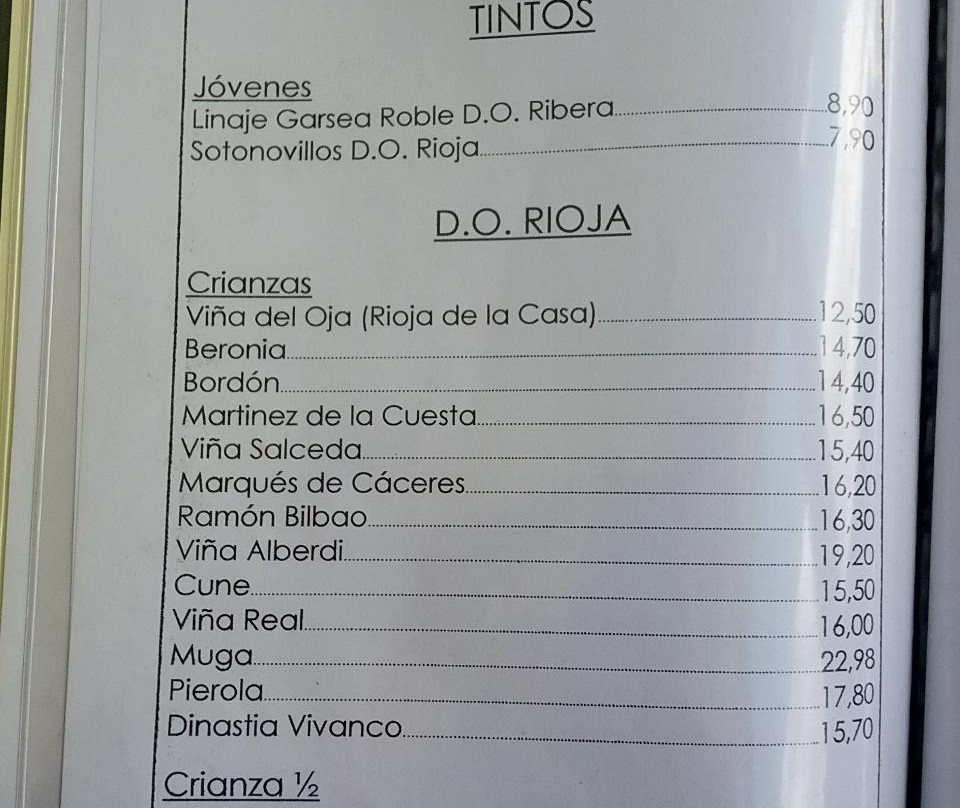 TINTOS
Jóvenes
Linaje Garsea Roble D.O. Ribera 8,90
Sotonovillos D.O. Rioja 7,90
D.O. RIOJA
Crianzas
Viña del Oja (Rioja de la Casa) 12,50
Beronia 14,70
Bordón 14,40
Martinez de la Cuesta 16,50
Viña Salceda 15,40
Marqués de Cáceres 16,20
Ramón Bilbao 16,30
Viña Alberdi 19,20
Cune 15,50
Viña Real 16,00
Muga 22,98
Pierola 17,80
Dinastia Vivanco 15,70
Crianza ½